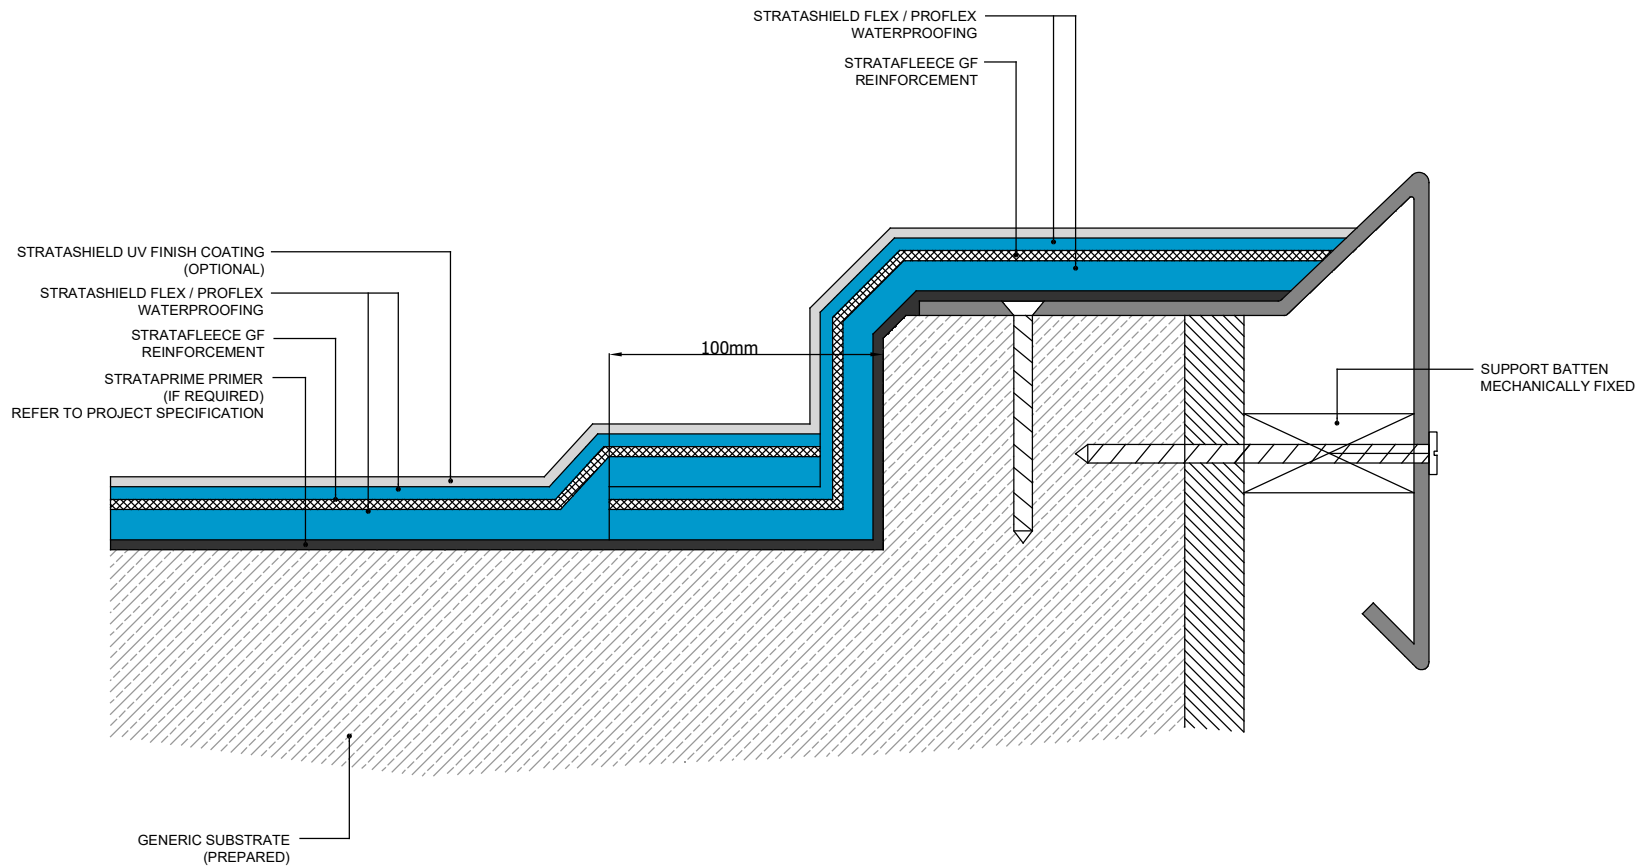 STRATASHIELD FLEX / PROFLEX
WATERPROOFING
STRATAFLEECE GF
REINFORCEMENT
STRATASHIELD UV FINISH COATING
(OPTIONAL)
STRATASHIELD FLEX / PROFLEX
WATERPROOFING
STRATAFLEECE GF
REINFORCEMENT
STRATAPRIME PRIMER
(IF REQUIRED)
REFER TO PROJECT SPECIFICATION
100mm
SUPPORT BATTEN
MECHANICALLY FIXED
GENERIC SUBSTRATE
(PREPARED)